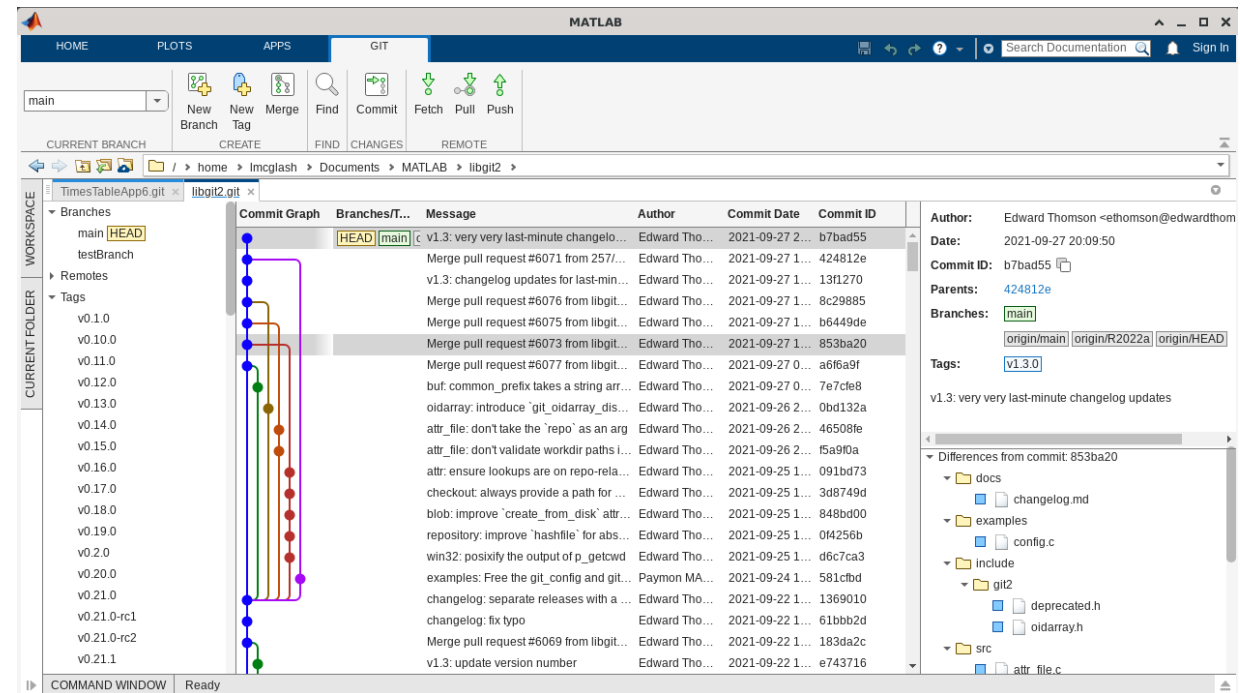 MATLAB
HOME PLOTS APPS GIT
Search Documentation Sign In
main
New Branch
New Tag
Merge
Find
Commit
Fetch Pull Push
CURRENT BRANCH CREATE FIND CHANGES REMOTE
/ home lmcglash Documents MATLAB libgit2
TimesTableApp6.git libgit2.git
WORKSPACE
CURRENT FOLDER
Branches
main HEAD
testBranch
Remotes
Tags
v0.1.0
v0.10.0
v0.11.0
v0.12.0
v0.13.0
v0.14.0
v0.15.0
v0.16.0
v0.17.0
v0.18.0
v0.19.0
v0.2.0
v0.20.0
v0.21.0
v0.21.0-rc1
v0.21.0-rc2
v0.21.1
Commit Graph Branches/T... Message Author Commit Date Commit ID
HEAD main v1.3: very very last-minute changelo... Edward Tho... 2021-09-27 2... b7bad55
Merge pull request #6071 from 257/... Edward Tho... 2021-09-27 1... 424812e
v1.3: changelog updates for last-min... Edward Tho... 2021-09-27 1... 13f1270
Merge pull request #6076 from libgit... Edward Tho... 2021-09-27 1... 8c29885
Merge pull request #6075 from libgit... Edward Tho... 2021-09-27 1... b6449de
Merge pull request #6073 from libgit... Edward Tho... 2021-09-27 1... 853ba20
Merge pull request #6077 from libgit... Edward Tho... 2021-09-27 0... a6f6a9f
buf: common_prefix takes a string arr... Edward Tho... 2021-09-27 0... 7e7cfe8
oidarray: introduce `git_oidarray_dis... Edward Tho... 2021-09-26 2... 0bd132a
attr_file: don't take the `repo` as an arg Edward Tho... 2021-09-26 2... 46508fe
attr_file: don't validate workdir paths i... Edward Tho... 2021-09-26 2... f5a9f0a
attr: ensure lookups are on repo-rela... Edward Tho... 2021-09-25 1... 091bd73
checkout: always provide a path for ... Edward Tho... 2021-09-25 1... 3d8749d
blob: improve `create_from_disk` attr... Edward Tho... 2021-09-25 1... 848bd00
repository: improve `hashfile` for abs... Edward Tho... 2021-09-25 1... 0f4256b
win32: posixify the output of p_getcwd Edward Tho... 2021-09-25 1... d6c7ca3
examples: Free the git_config and git... Paymon MA... 2021-09-24 1... 581cfbd
changelog: separate releases with a ... Edward Tho... 2021-09-22 1... 1369010
changelog: fix typo Edward Tho... 2021-09-22 1... 61bbb2d
Merge pull request #6069 from libgit... Edward Tho... 2021-09-22 1... 183da2c
v1.3: update version number Edward Tho... 2021-09-22 1... e743716
Author: Edward Thomson <ethomson@edwardthom
Date: 2021-09-27 20:09:50
Commit ID: b7bad55
Parents: 424812e
Branches: main
origin/main origin/R2022a origin/HEAD
Tags: v1.3.0
v1.3: very very last-minute changelog updates
Differences from commit: 853ba20
docs
changelog.md
examples
config.c
include
git2
deprecated.h
oidarray.h
src
attr_file.c
COMMAND WINDOW Ready